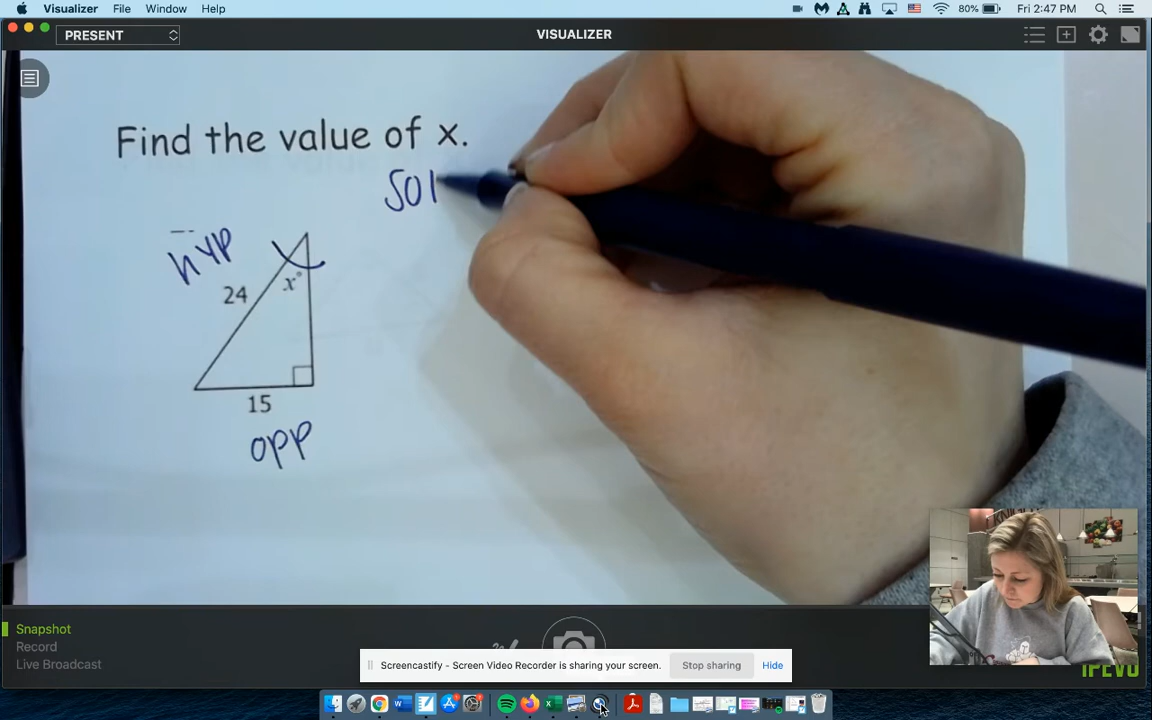 Visualizer File Window Help 80% Fri 2:47 PM
PRESENT VISUALIZER
Find the value of x.
SO
hyp
24
x°
15
opp
Snapshot
Record
Live Broadcast
Screencastify - Screen Video Recorder is sharing your screen. Stop sharing Hide
IPEVO